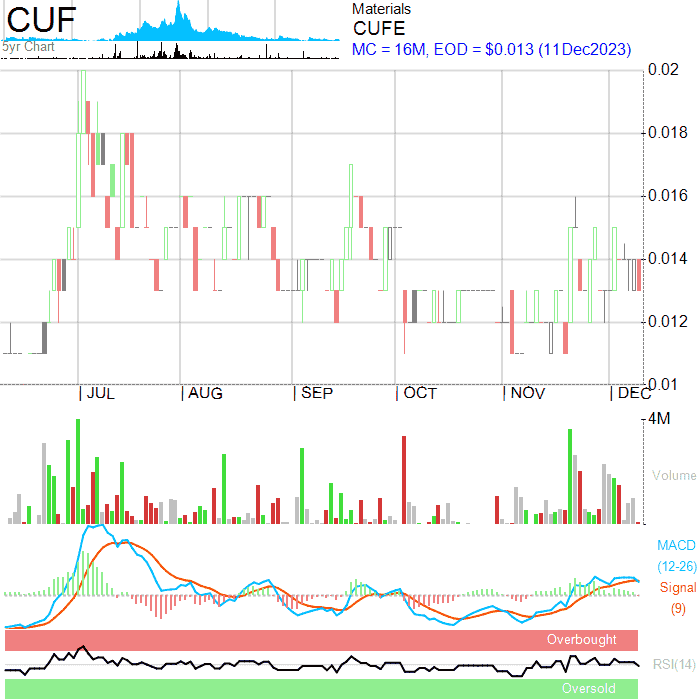 CUF
5yr Chart
Materials
CUFE
MC = 16M, EOD = $0.013 (11Dec2023)
0.02
0.018
0.016
0.014
0.012
0.01
JUL AUG SEP OCT NOV DEC
4M
Volume
MACD
(12-26)
Signal
(9)
Overbought
RSI(14)
Oversold